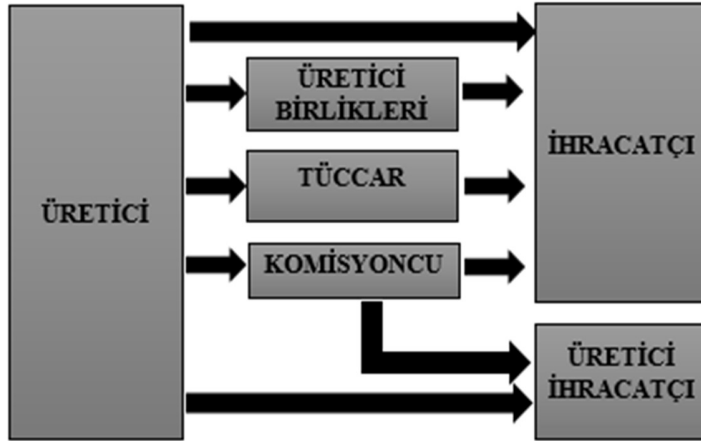 ÜRETİCİ
ÜRETİCİ
BİRLİKLERİ
TÜCCAR
KOMİSYONCU
İHRACATÇI
ÜRETİCİ
İHRACATÇI